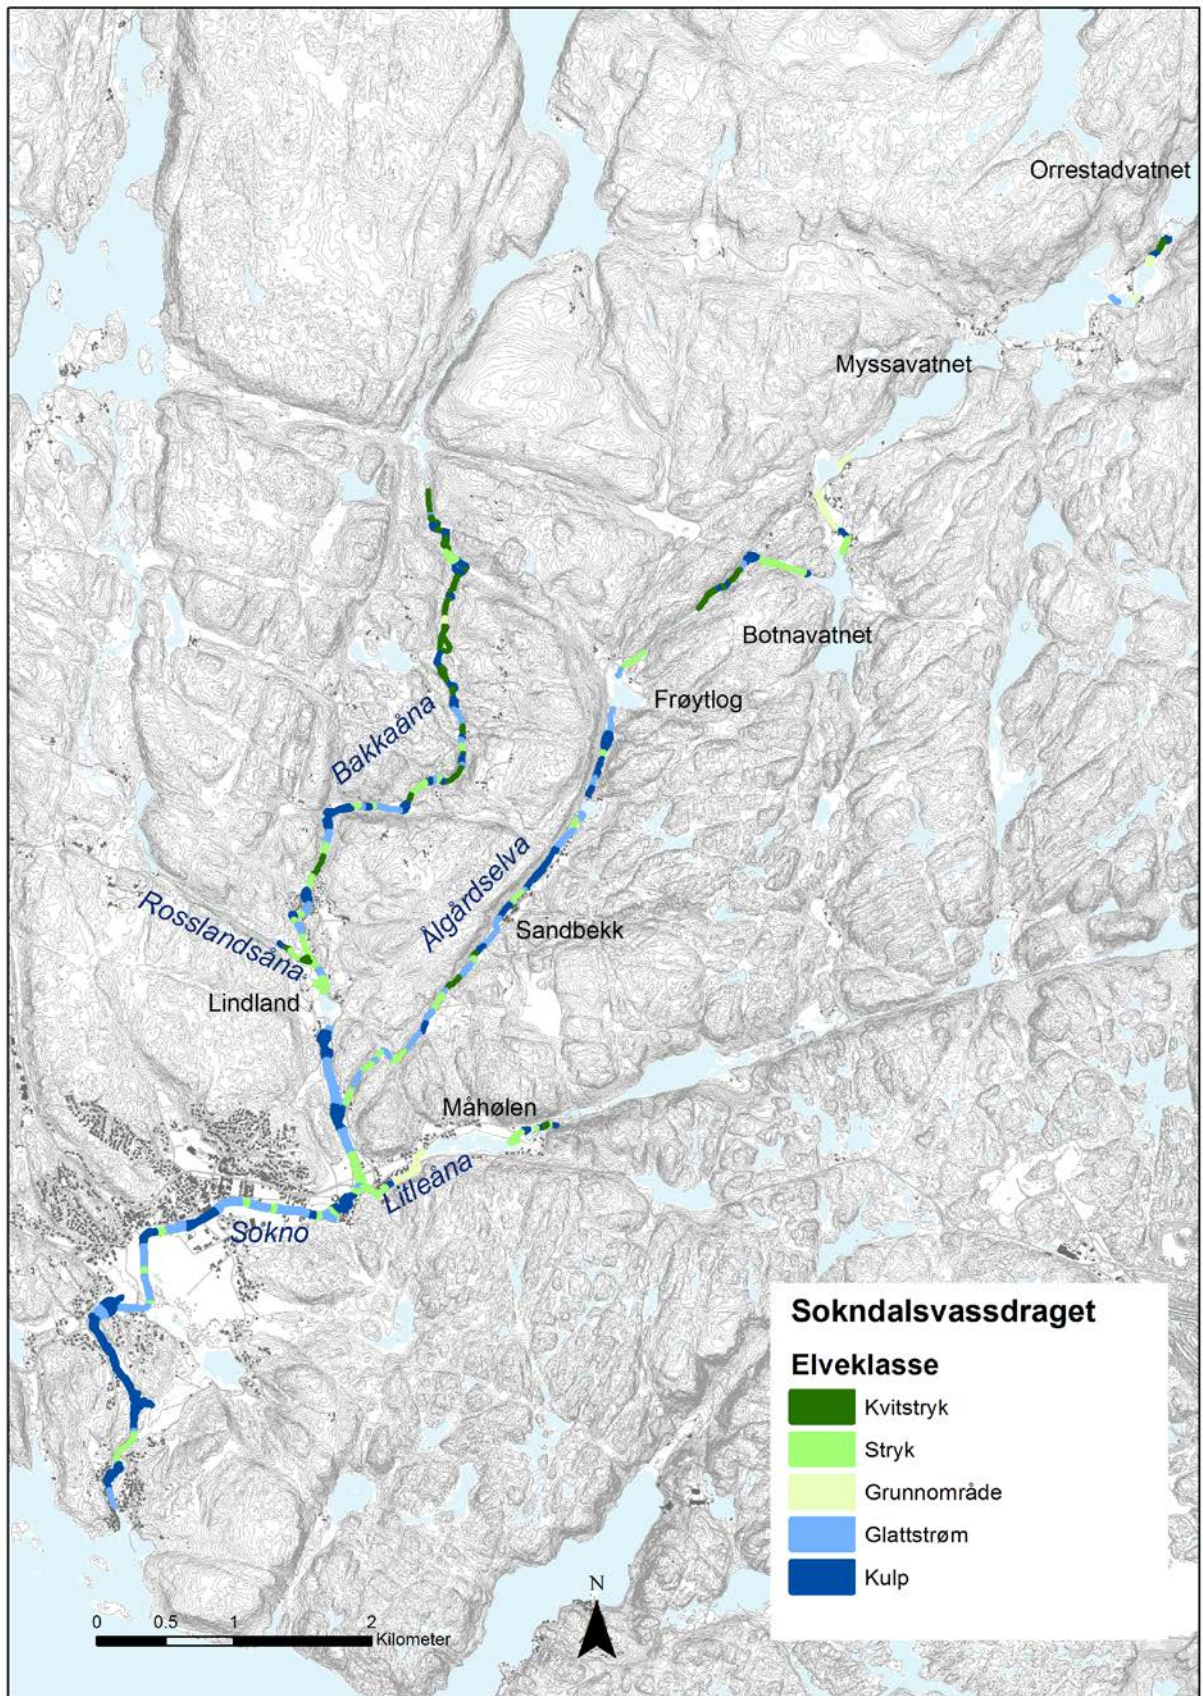 Orrestadvatnet
Myssavatnet
Botnavatnet
Frøytlog
Bakkaåna
Ålgårdselva
Rosslandsåna
Sandbekk
Lindland
Måhølen
Litleåna
Sokno
Sokndalsvassdraget
Elveklasse
Kvitstryk
Stryk
Grunnområde
Glattstrøm
Kulp
N
0 0.5 1 2
Kilometer